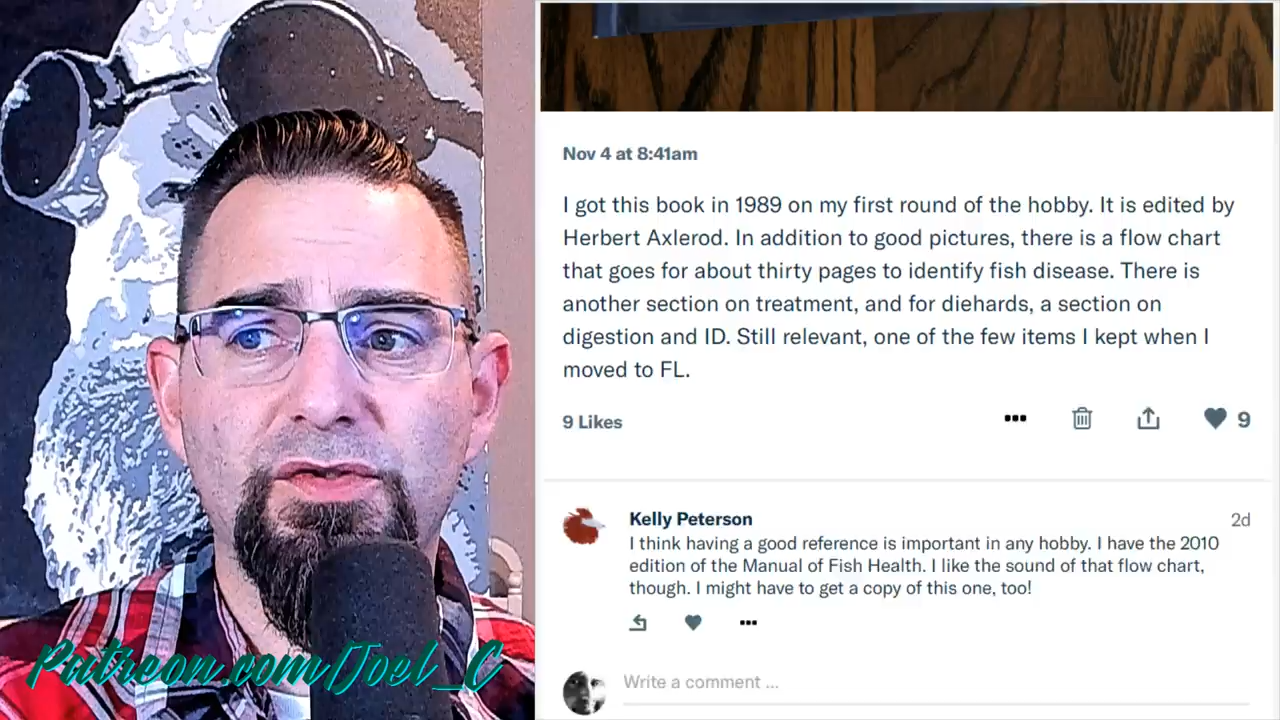 Nov 4 at 8:41am
I got this book in 1989 on my first round of the hobby. It is edited by
Herbert Axlerod. In addition to good pictures, there is a flow chart
that goes for about thirty pages to identify fish disease. There is
another section on treatment, and for diehards, a section on
digestion and ID. Still relevant, one of the few items I kept when I
moved to FL.
9 Likes
9
Kelly Peterson
2d
I think having a good reference is important in any hobby. I have the 2010
edition of the Manual of Fish Health. I like the sound of that flow chart,
though. I might have to get a copy of this one, too!
Write a comment ...
Patreon.com/Joel_C